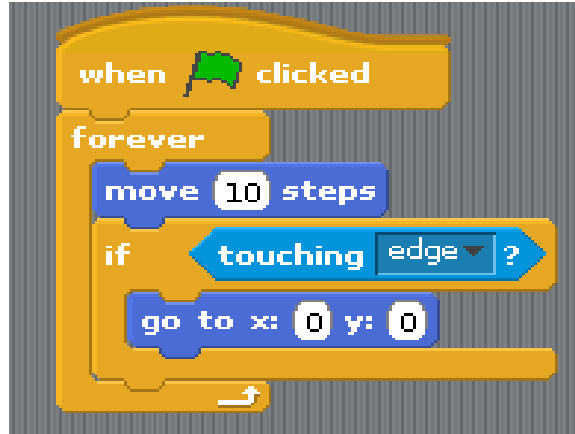 when clicked
forever
move 10 steps
if touching edge ?
go to x: 0 y: 0